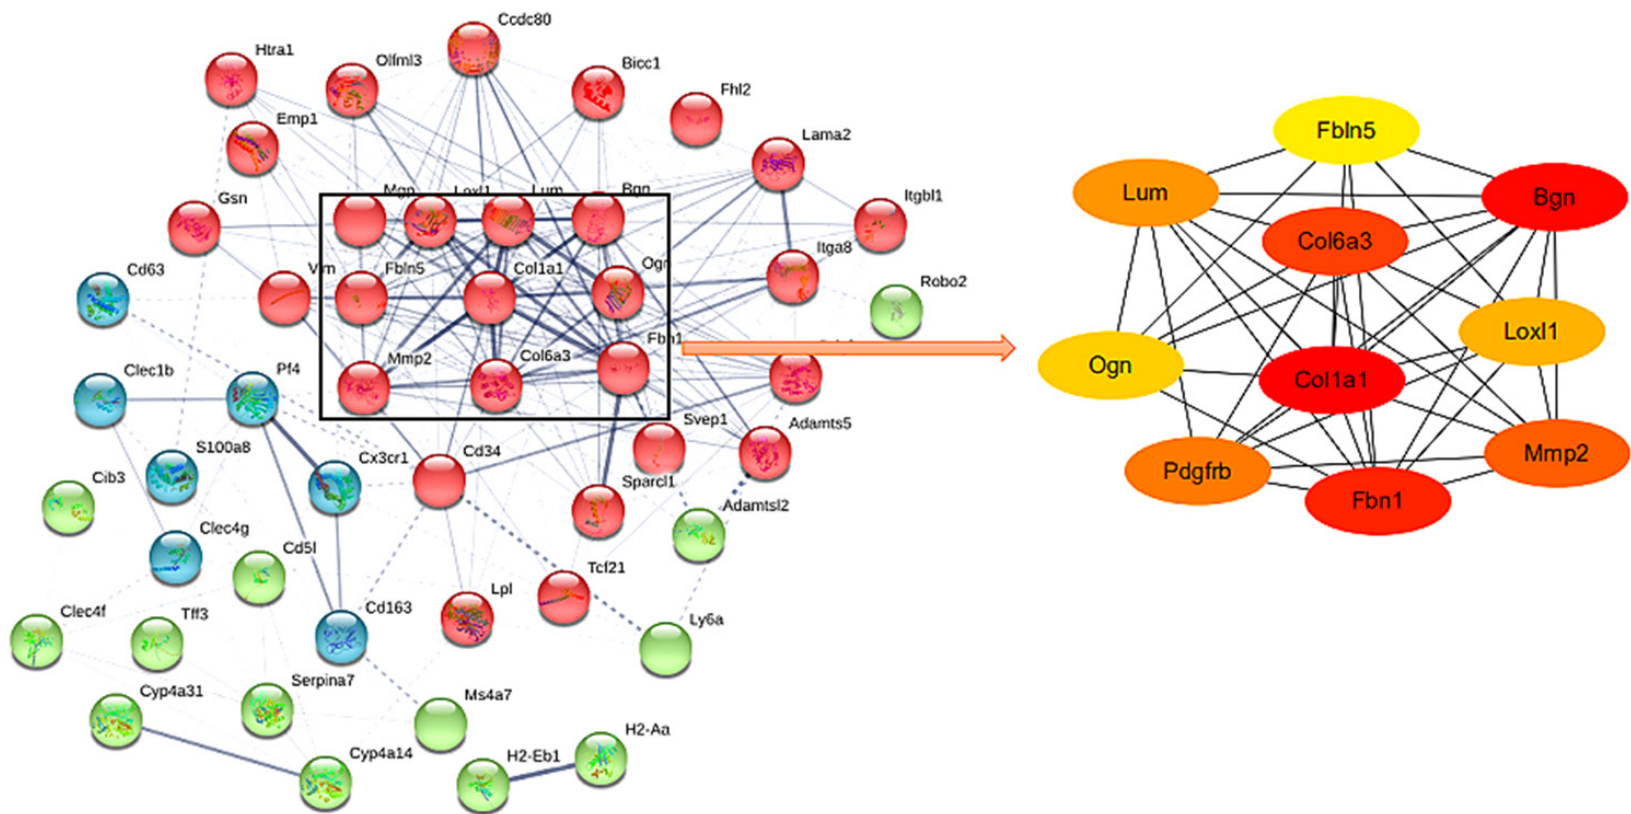 Ccdc80
Htra1
Olfml3
Bicc1
Fhl2
Emp1
Lama2
Gsn
Mgp
Loxl1
Lum
Bgn
Itgbl1
Itga8
Cd63
Vim
Fbln5
Col1a1
Ogn
Robo2
Fbn1
Mmp2
Col6a3
Clec1b
Pf4
Svep1
Adamts5
S100a8
Cx3cr1
Cd34
Sparcl1
Cib3
Adamtsl2
Clec4g
Cd5l
Tcf21
Lpl
Clec4f
Tff3
Cd163
Ly6a
Serpina7
Cyp4a31
Ms4a7
H2-Aa
Cyp4a14
H2-Eb1
Fbln5
Lum
Bgn
Col6a3
Loxl1
Ogn
Col1a1
Mmp2
Pdgfrb
Fbn1